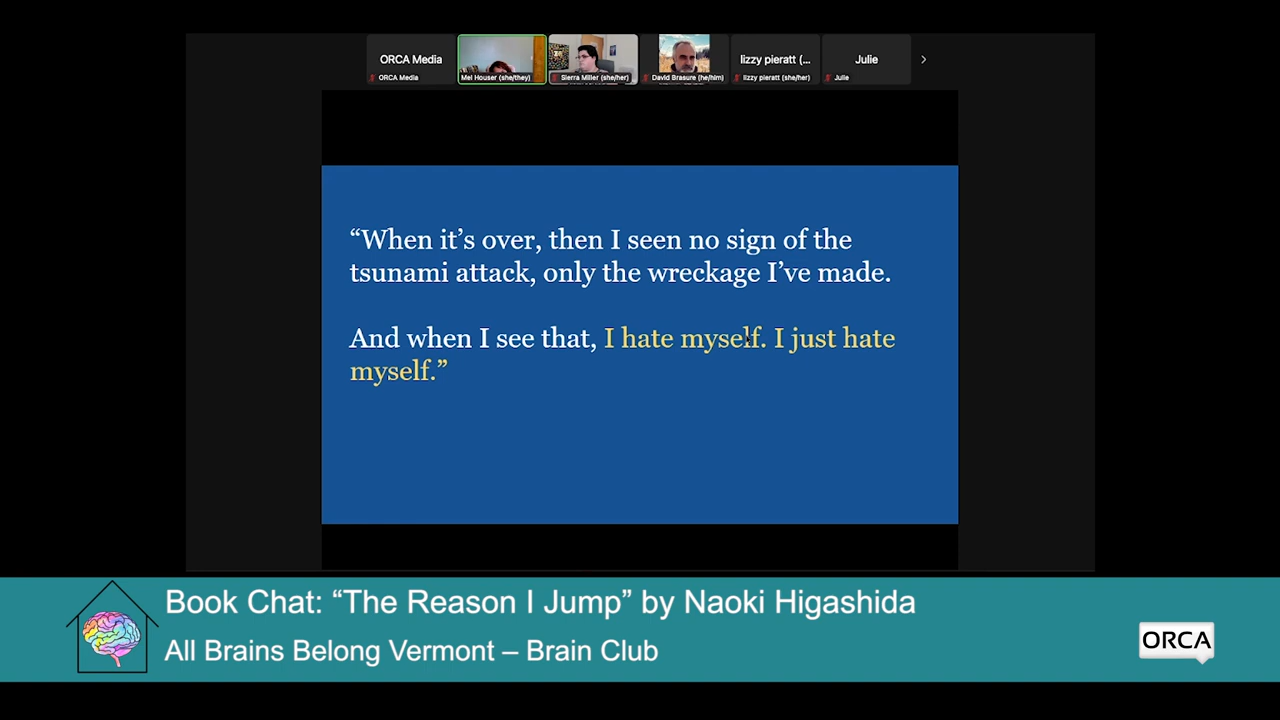 ORCA Media
lizzy pieratt (...
Julie
ORCA Media
Mel Houser (she/they)
Sierra Miller (she/her)
David Brasure (he/him)
lizzy pieratt (she/her)
Julie
“When it’s over, then I seen no sign of the
tsunami attack, only the wreckage I’ve made.
And when I see that, I hate myself. I just hate
myself.”
Book Chat: “The Reason I Jump” by Naoki Higashida
All Brains Belong Vermont – Brain Club
ORCA